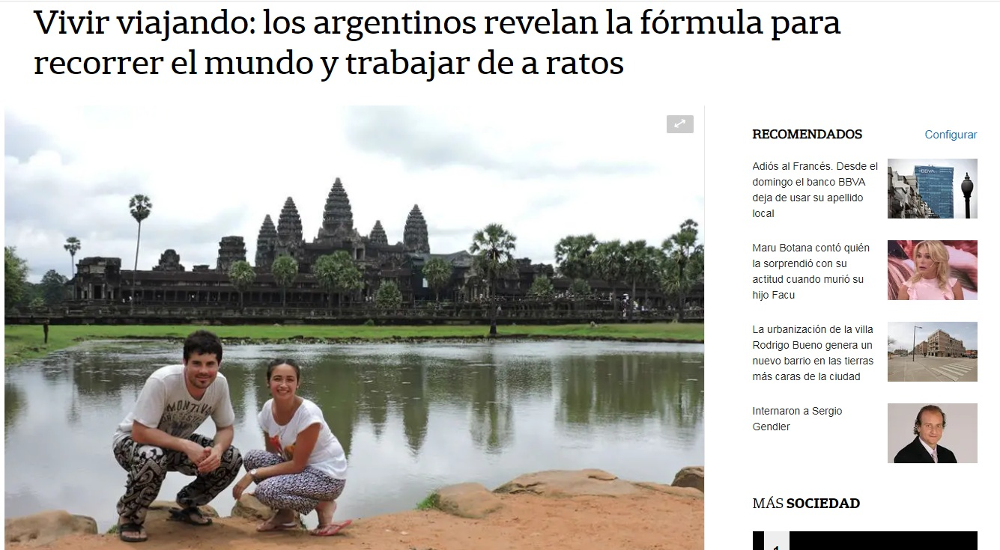 Vivir viajando: los argentinos revelan la fórmula para
recorrer el mundo y trabajar de a ratos
RECOMENDADOS
Configurar
Adiós al Francés. Desde el
domingo el banco BBVA
deja de usar su apellido
local
BBVA
Maru Botana contó quién
la sorprendió con su
actitud cuando murió su
hijo Facu
La urbanización de la villa
Rodrigo Bueno genera un
nuevo barrio en las tierras
más caras de la ciudad
Internaron a Sergio
Gendler
MÁS SOCIEDAD
1